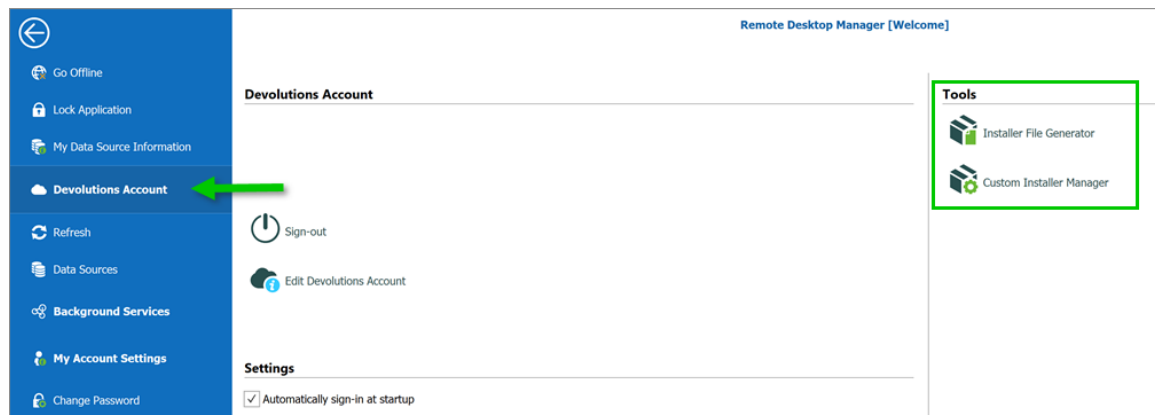 Remote Desktop Manager [Welcome]
Go Offline
Lock Application
My Data Source Information
Devolutions Account
Refresh
Data Sources
Background Services
My Account Settings
Change Password
Devolutions Account
Sign-out
Edit Devolutions Account
Settings
Automatically sign-in at startup
Tools
Installer File Generator
Custom Installer Manager